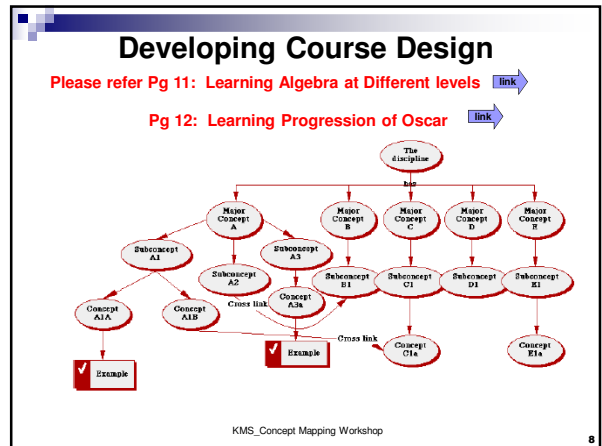 Developing Course Design
Please refer Pg 11: Learning Algebra at Different levels link
Pg 12: Learning Progression of Oscar link
The
discipline
has
Major
Concept
A
Major
Concept
B
Major
Concept
C
Major
Concept
D
Major
Concept
E
Subconcept
A1
Subconcept
A2
Subconcept
A3
Subconcept
B1
Subconcept
C1
Subconcept
D1
Subconcept
E1
Concept
A1A
Concept
A1B
Concept
A3a
Cross link
Cross link
Example
Example
Concept
C1a
Concept
E1a
KMS_Concept Mapping Workshop
8